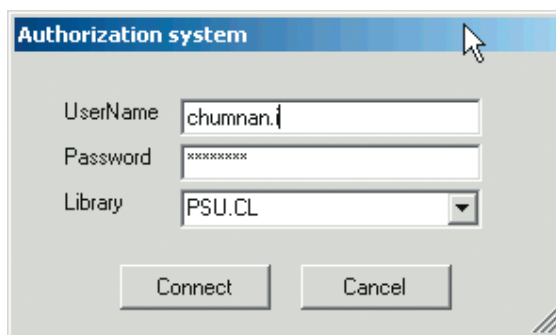 Authorization system
UserName chumnan.i
Password ********
Library PSU.CL
Connect Cancel